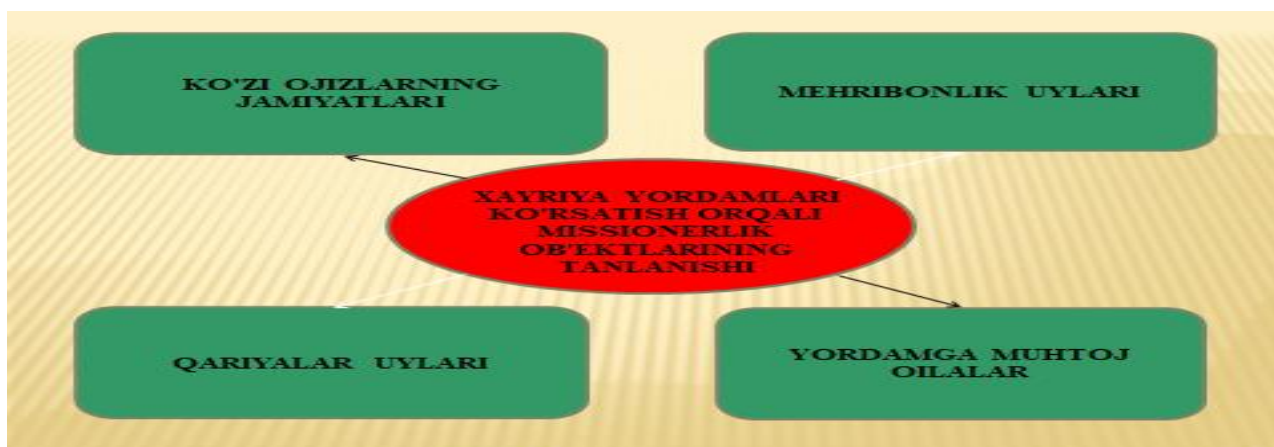 KO'ZI OJIZLARNING
JAMIYATLARI
MEHRIBONLIK UYLARI
XAYRIYA YORDAMLARI
KO'RSATISH ORQALI
MISSIONERLIK
OB'EKTLARINING
TANLANISHI
QARIYALAR UYLARI
YORDAMGA MUHTOJ
OILALAR